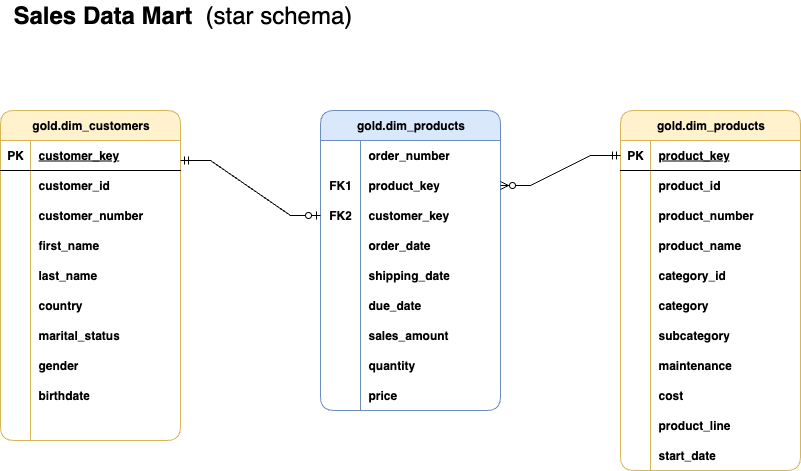 Sales Data Mart (star schema)
gold.dim_customers
PK customer_key
customer_id
customer_number
first_name
last_name
country
marital_status
gender
birthdate
gold.dim_products
order_number
FK1 product_key
FK2 customer_key
order_date
shipping_date
due_date
sales_amount
quantity
price
gold.dim_products
PK product_key
product_id
product_number
product_name
category_id
category
subcategory
maintenance
cost
product_line
start_date